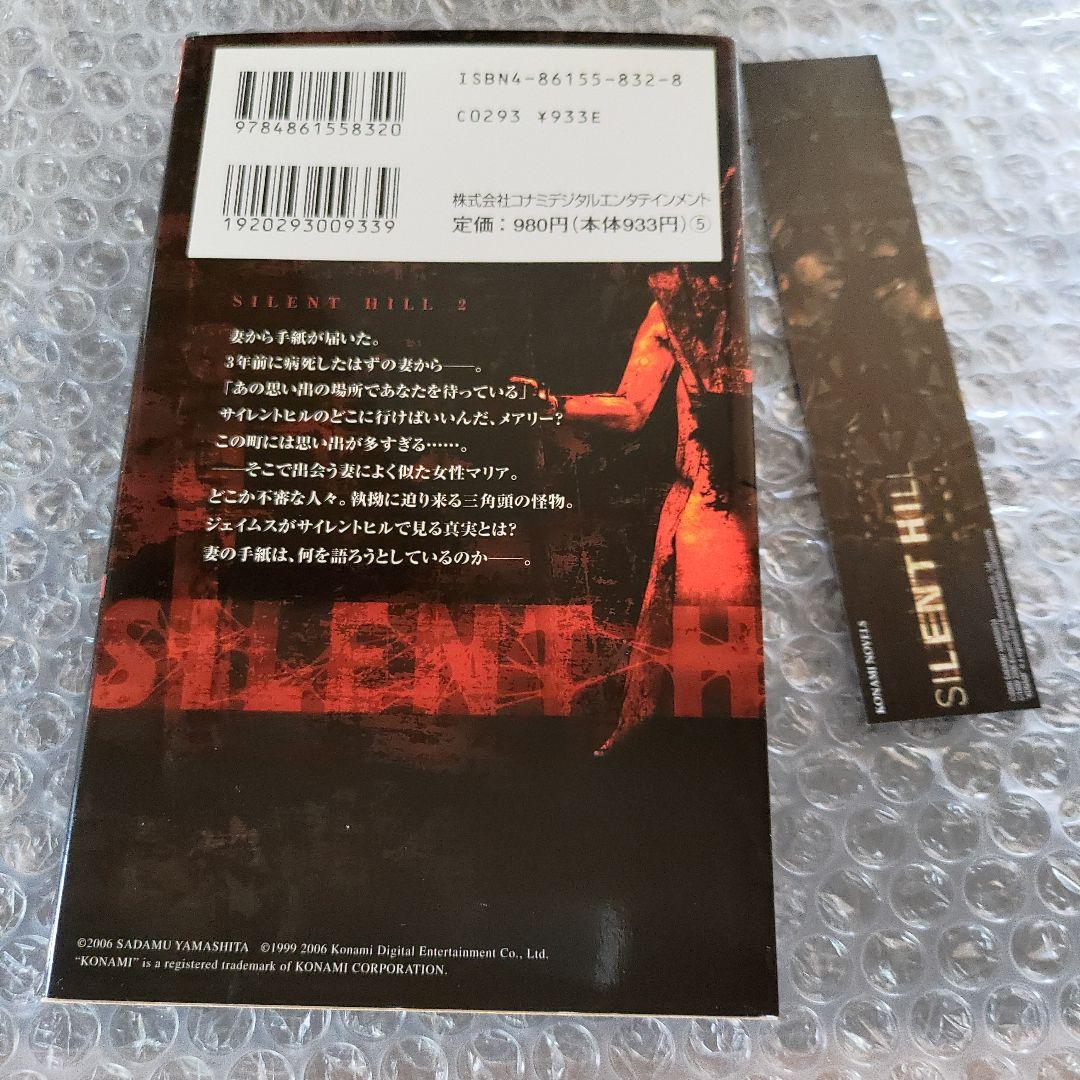 9784861558320
ISBN4-86155-832-8
C0293 ¥933E
1920293009339
株式会社コナミデジタルエンタテインメント
定価：980円（本体933円）⑤
SILENT HILL 2
妻から手紙が届いた。
3年前に病死したはずの妻から――。
「あの思い出の場所であなたを待っている」
サイレントヒルのどこに行けばいいんだ、メアリー？
この町には思い出が多すぎる……。
――そこで出会う妻によく似た女性マリア。
どこか不審な人々。執拗に迫り来る三角頭の怪物。
ジェイムスがサイレントヒルで見る真実とは？
妻の手紙は、何を語ろうとしているのか――。
SILENT H
©2006 SADAMU YAMASHITA ©1999 2006 Konami Digital Entertainment Co., Ltd.
"KONAMI" is a registered trademark of KONAMI CORPORATION.
KONAMI NOVELS
SILENT HILL